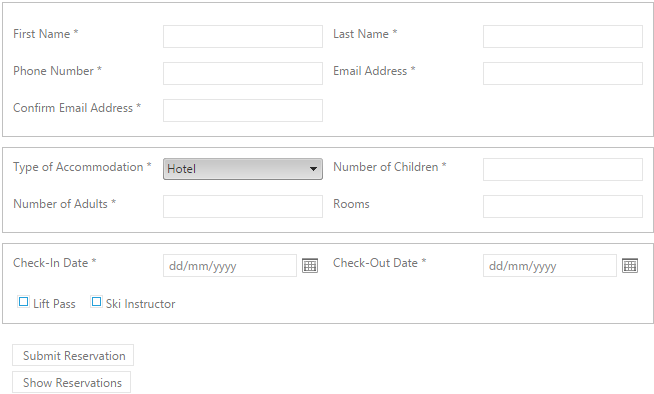 First Name * Last Name *
Phone Number * Email Address *
Confirm Email Address *
Type of Accommodation * Hotel Number of Children *
Number of Adults * Rooms
Check-In Date * dd/mm/yyyy Check-Out Date * dd/mm/yyyy
Lift Pass Ski Instructor
Submit Reservation
Show Reservations